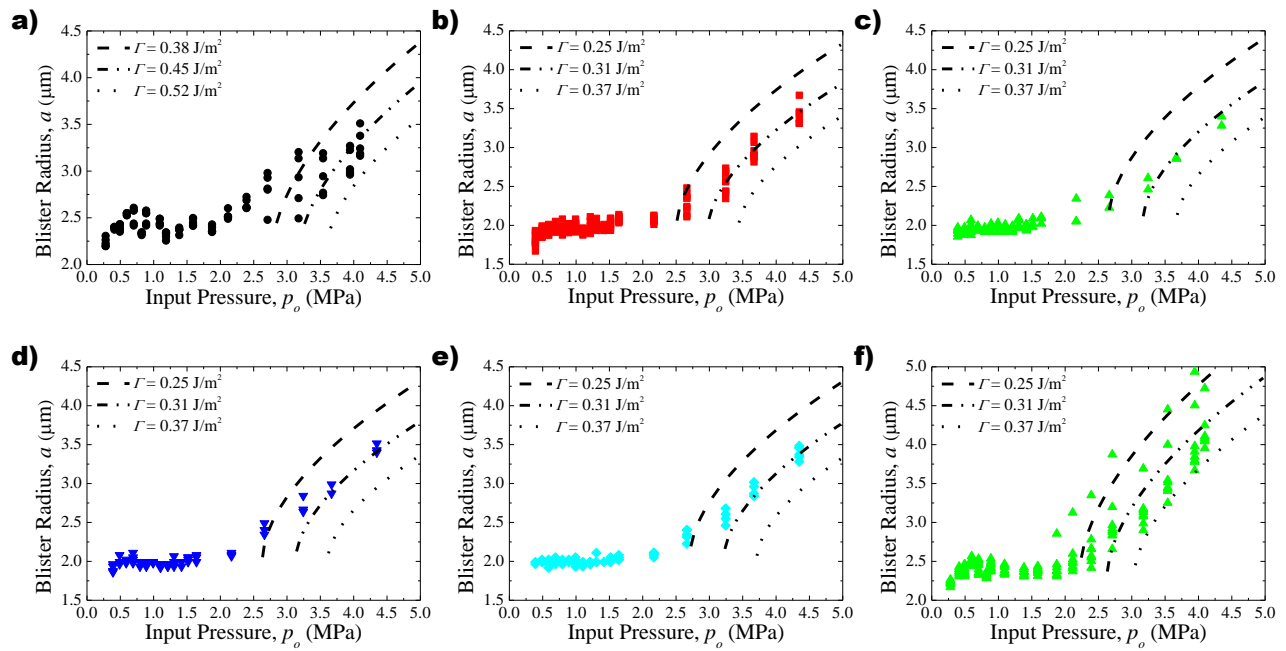 a)
Γ = 0.38 J/m²
Γ = 0.45 J/m²
Γ = 0.52 J/m²
4.5
4.0
3.5
3.0
2.5
2.0
Blister Radius, a (μm)
0.0 0.5 1.0 1.5 2.0 2.5 3.0 3.5 4.0 4.5 5.0
Input Pressure, pₒ (MPa)
b)
Γ = 0.25 J/m²
Γ = 0.31 J/m²
Γ = 0.37 J/m²
4.5
4.0
3.5
3.0
2.5
2.0
1.5
Blister Radius, a (μm)
0.0 0.5 1.0 1.5 2.0 2.5 3.0 3.5 4.0 4.5 5.0
Input Pressure, pₒ (MPa)
c)
Γ = 0.25 J/m²
Γ = 0.31 J/m²
Γ = 0.37 J/m²
4.5
4.0
3.5
3.0
2.5
2.0
1.5
Blister Radius, a (μm)
0.0 0.5 1.0 1.5 2.0 2.5 3.0 3.5 4.0 4.5 5.0
Input Pressure, pₒ (MPa)
d)
Γ = 0.25 J/m²
Γ = 0.31 J/m²
Γ = 0.37 J/m²
4.5
4.0
3.5
3.0
2.5
2.0
1.5
Blister Radius, a (μm)
0.0 0.5 1.0 1.5 2.0 2.5 3.0 3.5 4.0 4.5 5.0
Input Pressure, pₒ (MPa)
e)
Γ = 0.25 J/m²
Γ = 0.31 J/m²
Γ = 0.37 J/m²
4.5
4.0
3.5
3.0
2.5
2.0
1.5
Blister Radius, a (μm)
0.0 0.5 1.0 1.5 2.0 2.5 3.0 3.5 4.0 4.5 5.0
Input Pressure, pₒ (MPa)
f)
Γ = 0.25 J/m²
Γ = 0.31 J/m²
Γ = 0.37 J/m²
5.0
4.5
4.0
3.5
3.0
2.5
2.0
Blister Radius, a (μm)
0.0 0.5 1.0 1.5 2.0 2.5 3.0 3.5 4.0 4.5 5.0
Input Pressure, pₒ (MPa)